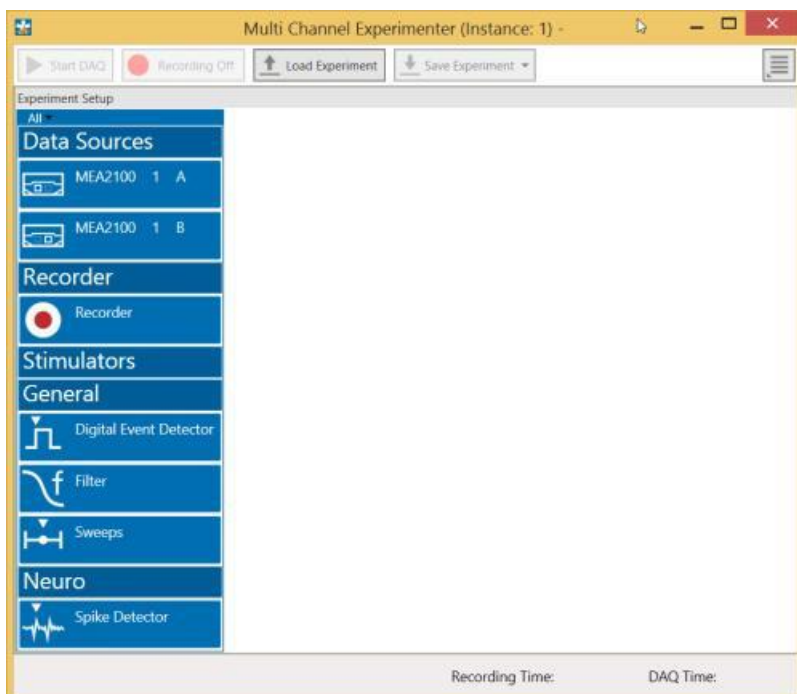 Multi Channel Experimenter (Instance: 1) -
Start DAQ Recording Off Load Experiment Save Experiment
Experiment Setup
All
Data Sources
MEA2100 1 A
MEA2100 1 B
Recorder
Recorder
Stimulators
General
Digital Event Detector
f Filter
Sweeps
Neuro
Spike Detector
Recording Time: DAQ Time: